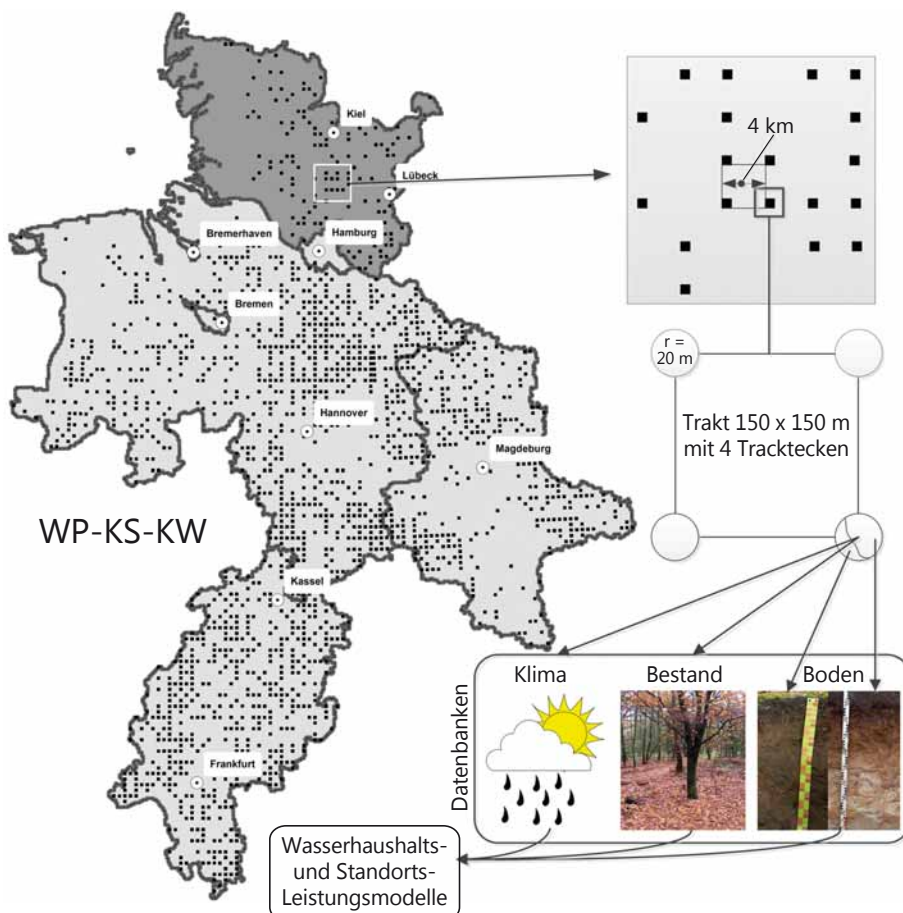 Kiel
Lübeck
Bremerhaven
Hamburg
Bremen
Hannover
Magdeburg
WP-KS-KW
Kassel
Frankfurt
4 km
r =
20 m
Trakt 150 x 150 m
mit 4 Tracktecken
Datenbanken
Klima
Bestand
Boden
Wasserhaushalts-
und Standorts-
Leistungsmodelle